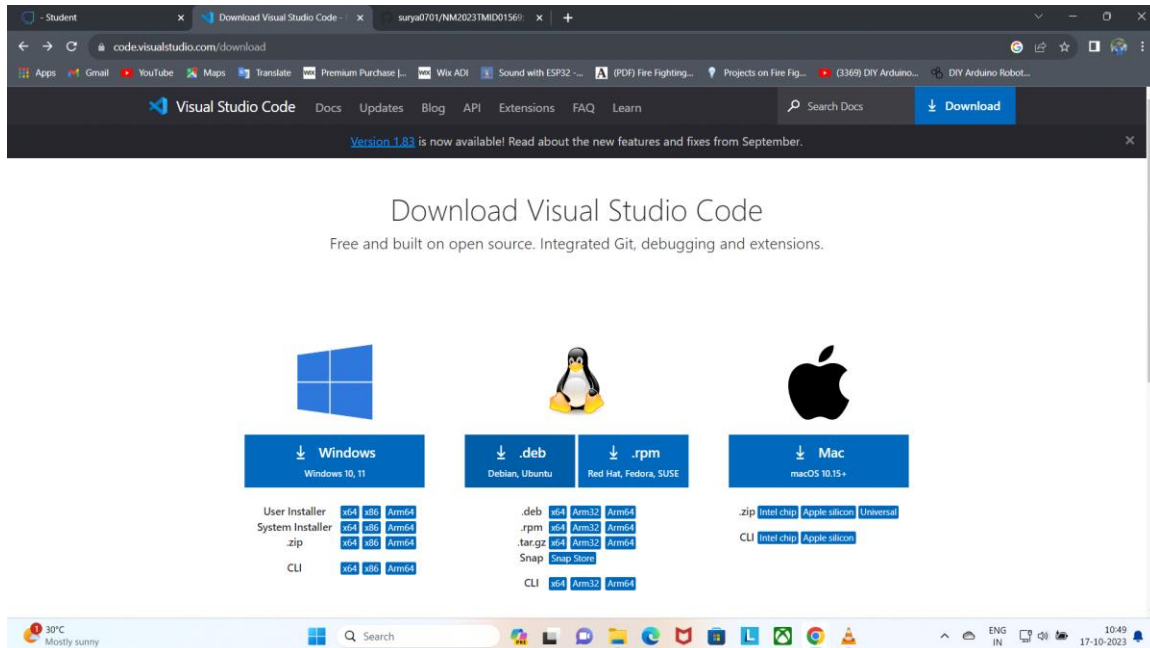 - Student
Download Visual Studio Code -
surya0701/NM2023TMID01569:
code.visualstudio.com/download
Apps Gmail YouTube Maps Translate Premium Purchase |... Wix ADI Sound with ESP32 -... (PDF) Fire Fighting... Projects on Fire Fig... (3369) DIY Arduino... DIY Arduino Robot...
Visual Studio Code Docs Updates Blog API Extensions FAQ Learn Search Docs Download
Version 1.83 is now available! Read about the new features and fixes from September.
Download Visual Studio Code
Free and built on open source. Integrated Git, debugging and extensions.
Windows
Windows 10, 11
User Installer x64 x86 Arm64
System Installer x64 x86 Arm64
.zip x64 x86 Arm64
CLI x64 x86 Arm64
.deb
Debian, Ubuntu
.rpm
Red Hat, Fedora, SUSE
.deb x64 Arm32 Arm64
.rpm x64 Arm32 Arm64
.tar.gz x64 Arm32 Arm64
Snap Snap Store
CLI x64 Arm32 Arm64
Mac
macOS 10.15+
.zip Intel chip Apple silicon Universal
CLI Intel chip Apple silicon
1
30°C
Mostly sunny
Search
ENG
IN
10:49
17-10-2023